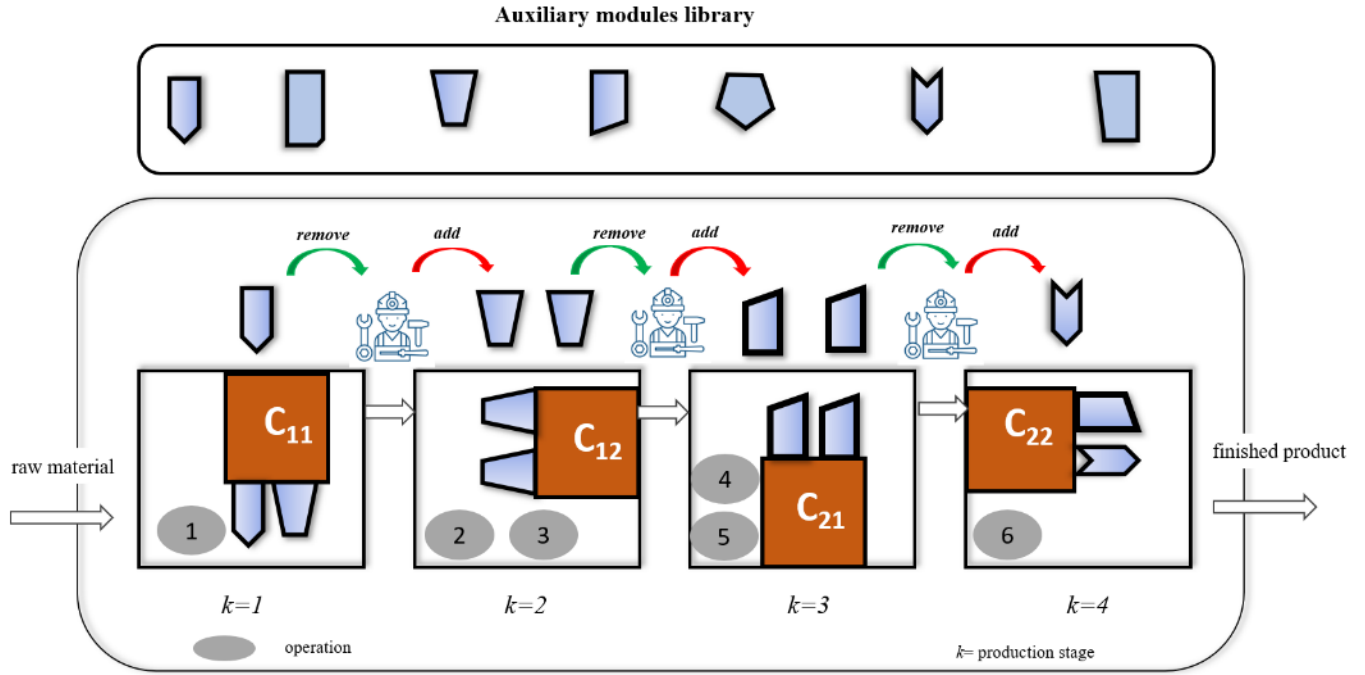 Auxiliary modules library
remove
add
remove
add
remove
add
C11
C12
C21
C22
raw material
finished product
1
2
3
4
5
6
k=1
k=2
k=3
k=4
operation
k= production stage